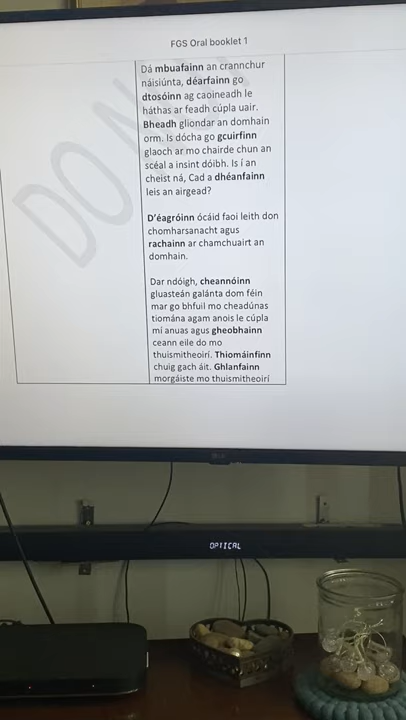 FGS Oral booklet 1
Dá mbuafainn an crannchur
náisiúnta, déarfainn go
dtosóinn ag caoineadh le
háthas ar feadh cúpla uair.
Bheadh gliondar an domhain
orm. Is dócha go gcuirfinn
glaoch ar mo chairde chun an
scéal a insint dóibh. Is í an
cheist ná, Cad a dhéanfainn
leis an airgead?
D'éagróinn ócáid faoi leith don
chomharsanacht agus
rachainn ar chamchuairt an
domhain.
Dar ndóigh, cheannóinn
gluasteán galánta dom féin
mar go bhfuil mo cheadúnas
tiomána agam anois le cúpla
mí anuas agus gheobhainn
ceann eile do mo
thuismitheoirí. Thiomáinfinn
chuig gach áit. Ghlanfainn
morgáiste mo thuismitheoirí
DO N
LG
OPTICAL